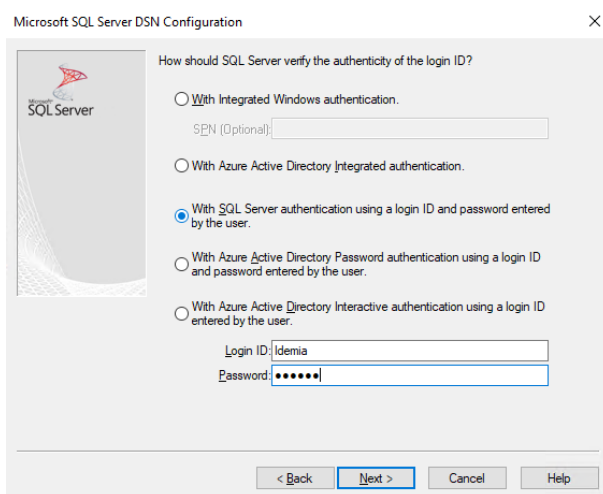 Microsoft SQL Server DSN Configuration
Microsoft
SQL Server
How should SQL Server verify the authenticity of the login ID?
With Integrated Windows authentication.
SPN (Optional):
With Azure Active Directory Integrated authentication.
With SQL Server authentication using a login ID and password entered
by the user.
With Azure Active Directory Password authentication using a login ID
and password entered by the user.
With Azure Active Directory Interactive authentication using a login ID
entered by the user.
Login ID: Idemia
Password: ●●●●●●
< Back Next > Cancel Help